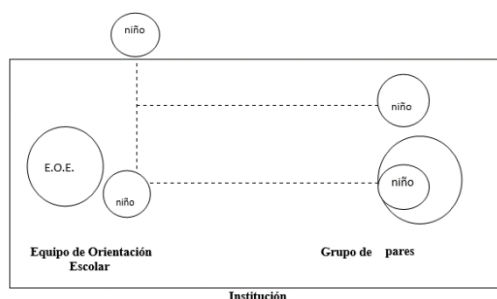 niño
niño
E.O.E.
niño
niño
Equipo de Orientación
Escolar
Grupo de pares
Institución